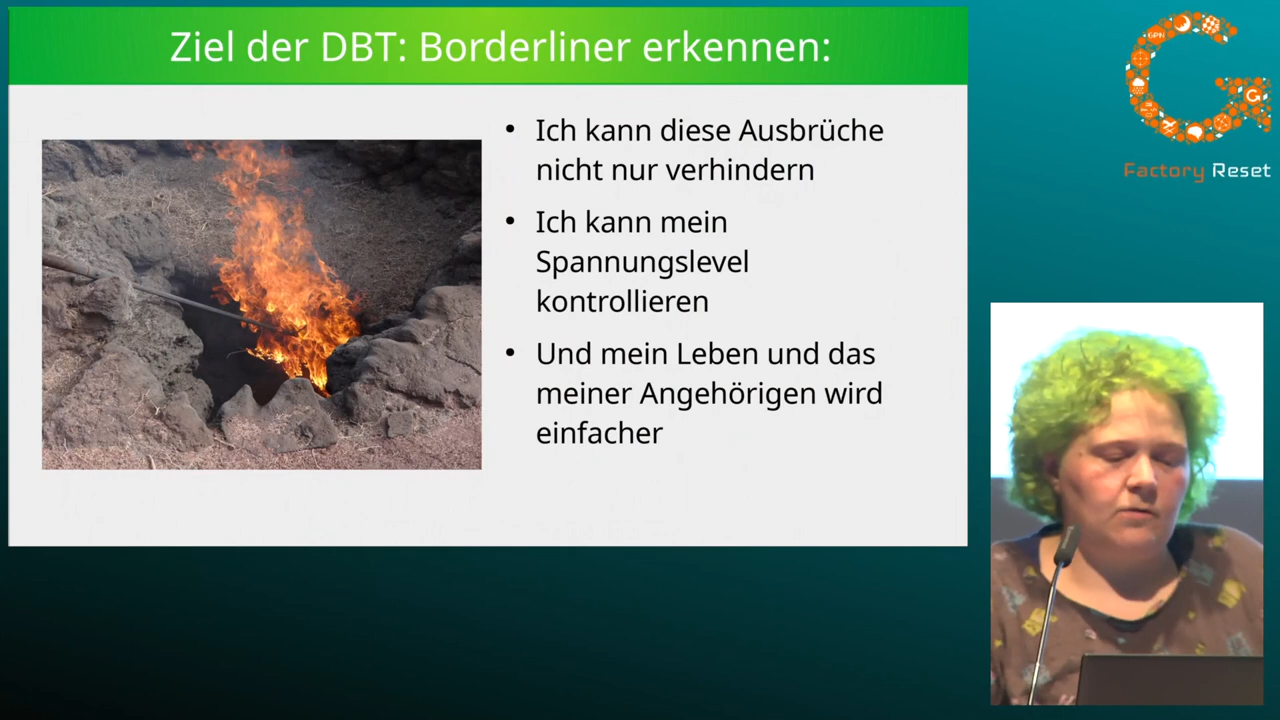 Ziel der DBT: Borderliner erkennen:
Ich kann diese Ausbrüche
nicht nur verhindern
Ich kann mein
Spannungslevel
kontrollieren
Und mein Leben und das
meiner Angehörigen wird
einfacher
GPN
Factory Reset